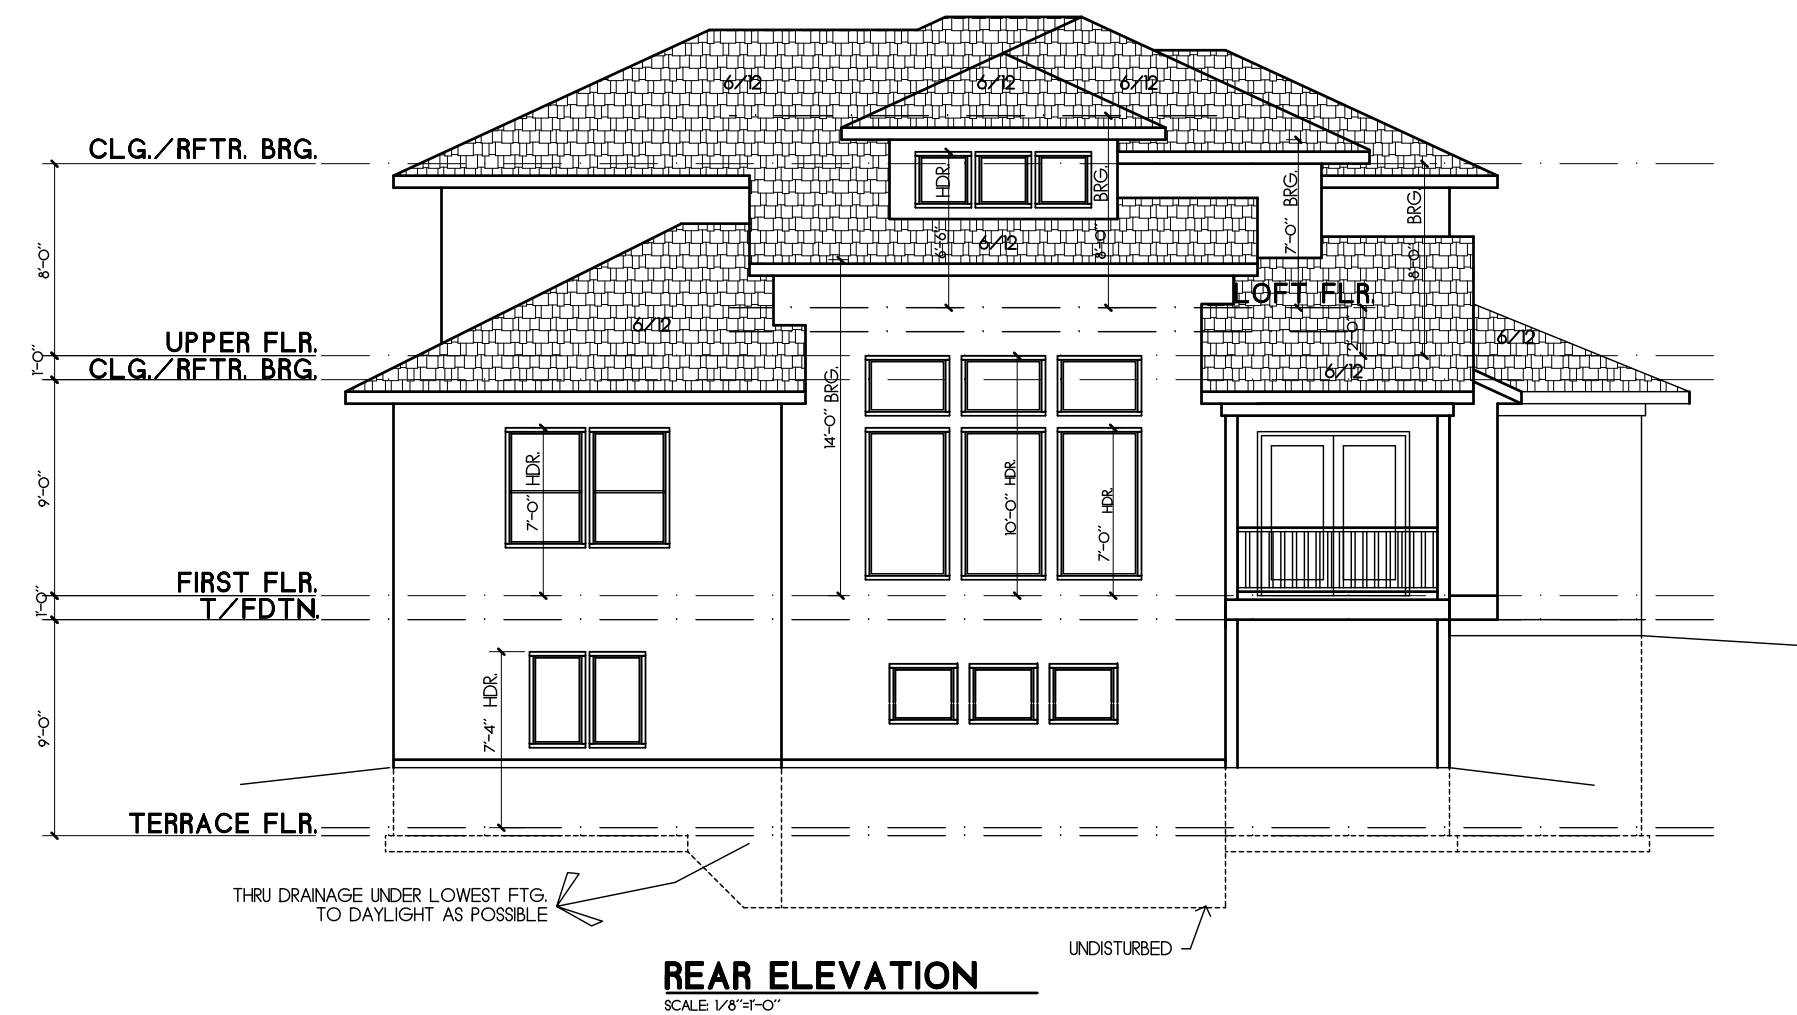 6/12
6/12
6/12
CLG./RFTR. BRG.
HDR.
BRG.
7'-0" BRG.
BRG.
8'-0"
6'-6"
6/12
8'-0"
8'-0"
LOFT FLR.
6/12
2'-0"
6/12
UPPER FLR.
1'-0"
CLG./RFTR. BRG.
6/12
14'-0" BRG.
9'-0"
7'-0" HDR.
10'-0" HDR.
7'-0" HDR.
FIRST FLR.
1'-0"
T/FDTN.
9'-0"
7'-4" HDR.
TERRACE FLR.
THRU DRAINAGE UNDER LOWEST FTG.
TO DAYLIGHT AS POSSIBLE
UNDISTURBED
REAR ELEVATION
SCALE: 1/8"=1'-0"